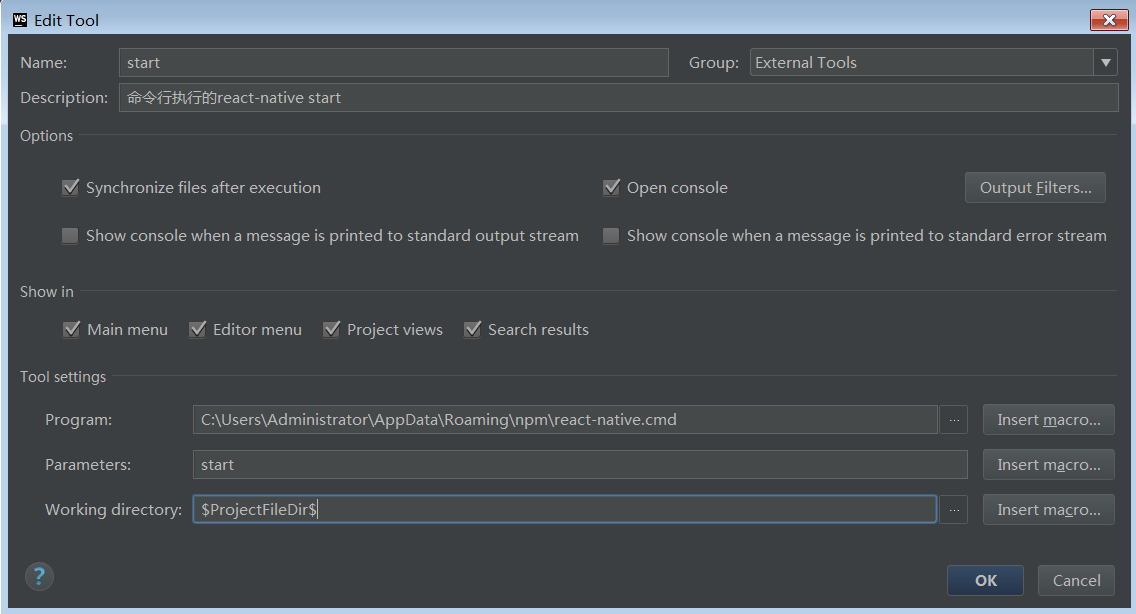 WS Edit Tool
Name: start Group: External Tools
Description: 命令行执行的react-native start
Options
Synchronize files after execution Open console Output Filters...
Show console when a message is printed to standard output stream Show console when a message is printed to standard error stream
Show in
Main menu Editor menu Project views Search results
Tool settings
Program: C:\Users\Administrator\AppData\Roaming\npm\react-native.cmd ... Insert macro...
Parameters: start Insert macro...
Working directory: $ProjectFileDir$ ... Insert macro...
? OK Cancel